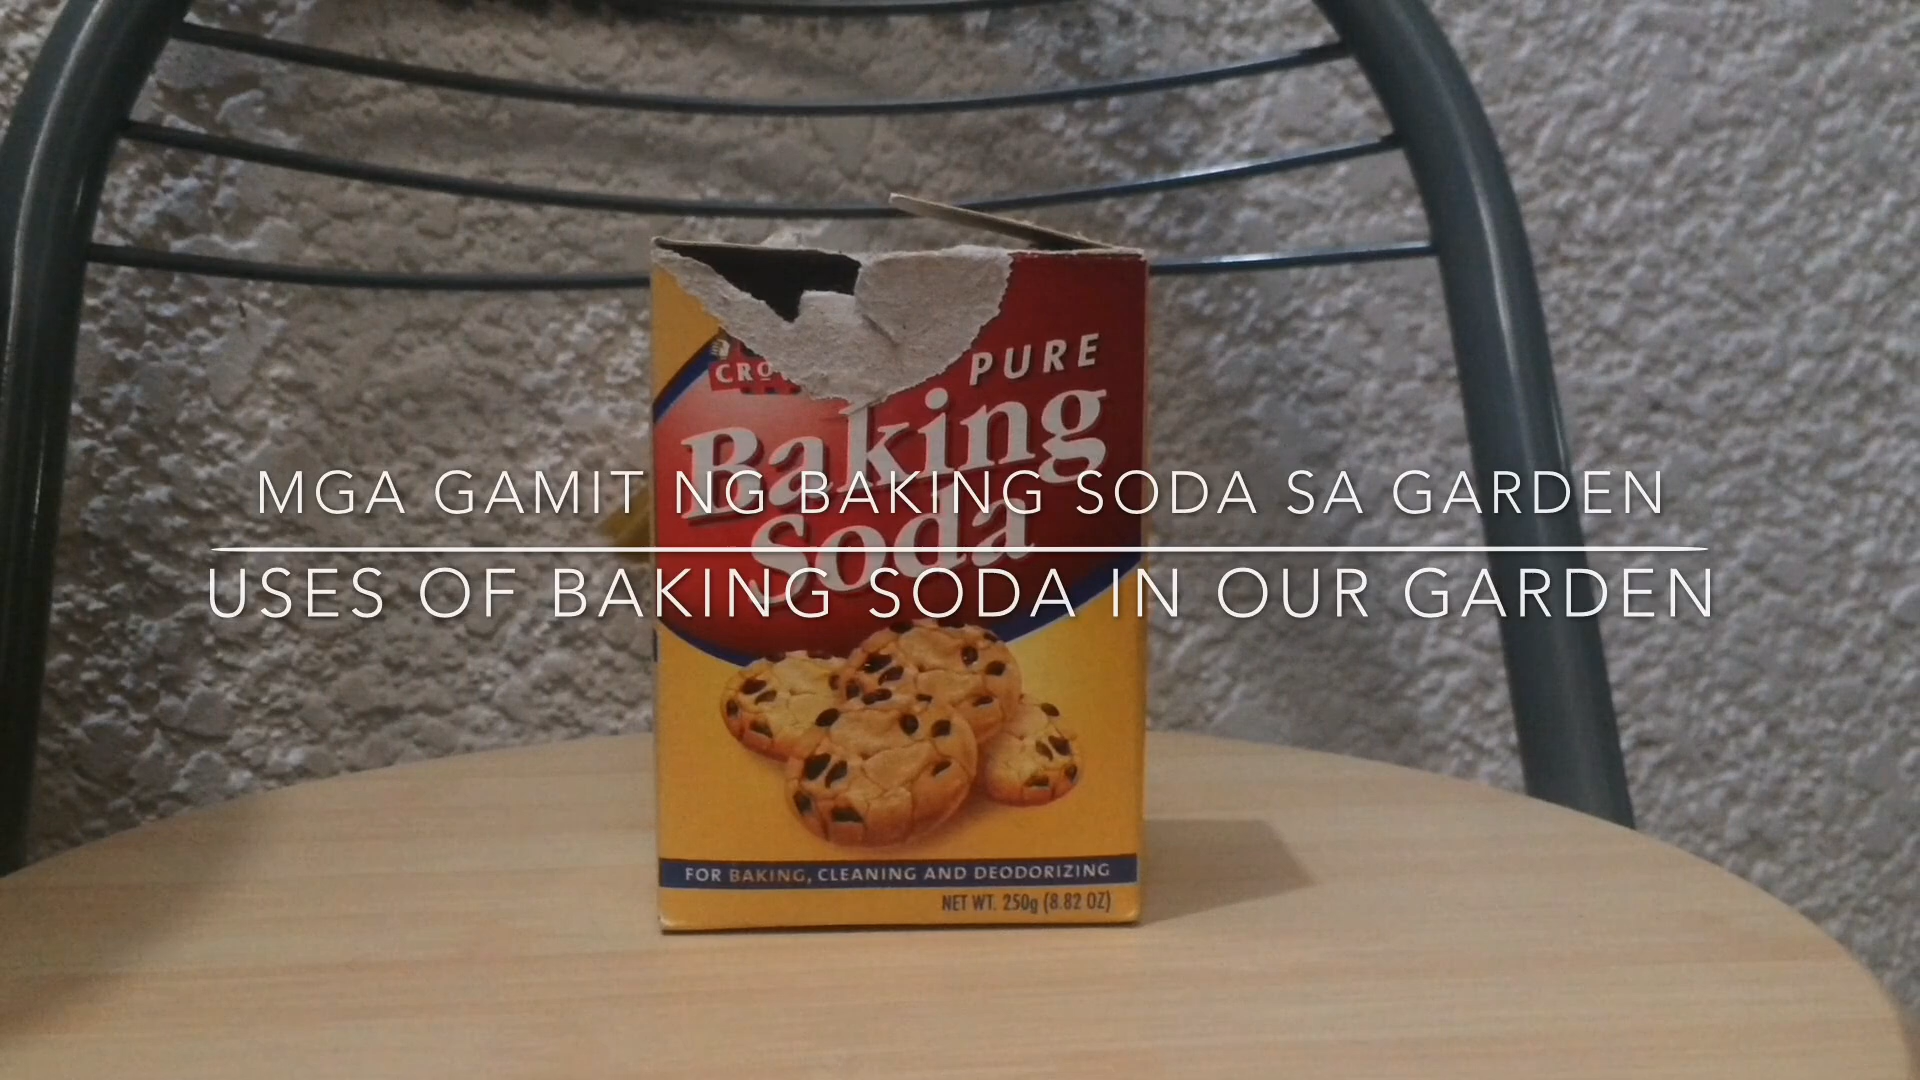 PURE
Baking
Soda
MGA GAMIT NG BAKING SODA SA GARDEN
USES OF BAKING SODA IN OUR GARDEN
FOR BAKING, CLEANING AND DEODORIZING
NET WT. 250g (8.82 OZ)